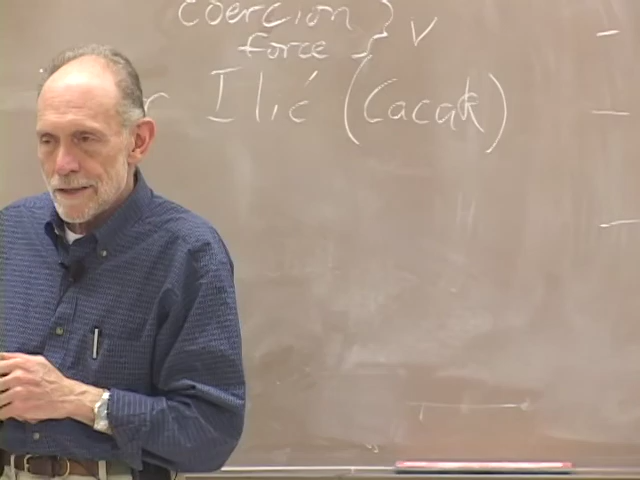 coercion } v
force
Ilić (Cacak)